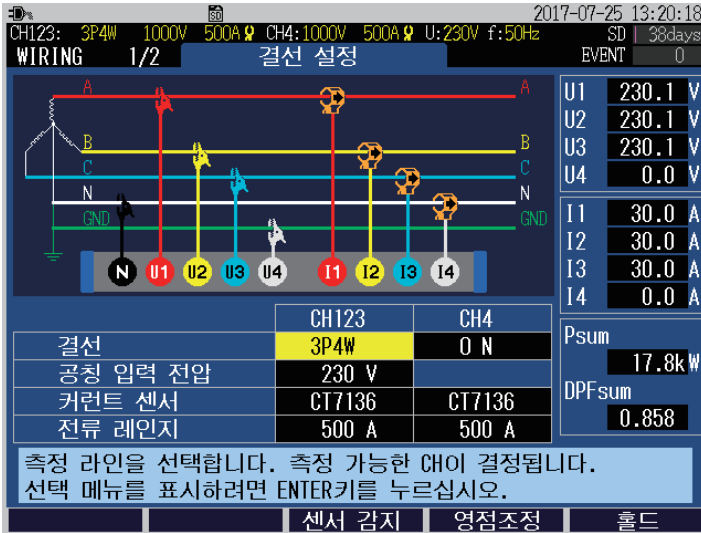 SD 2017-07-25 13:20:18
CH123: 3P4W 1000V 500A CH4:1000V 500A U:230V f:50Hz SD 38days
WIRING 1/2 결선 설정 EVENT 0
A A
B B
C C
N N
GND GND
N U1 U2 U3 U4 I1 I2 I3 I4
U1 230.1 V
U2 230.1 V
U3 230.1 V
U4 0.0 V
I1 30.0 A
I2 30.0 A
I3 30.0 A
I4 0.0 A
Psum
17.8kW
DPFsum
0.858
CH123 CH4
결선 3P4W ON
공칭 입력 전압 230 V
커런트 센서 CT7136 CT7136
전류 레인지 500 A 500 A
측정 라인을 선택합니다. 측정 가능한 CH이 결정됩니다.
선택 메뉴를 표시하려면 ENTER키를 누르십시오.
센서 감지 영점조정 홀드